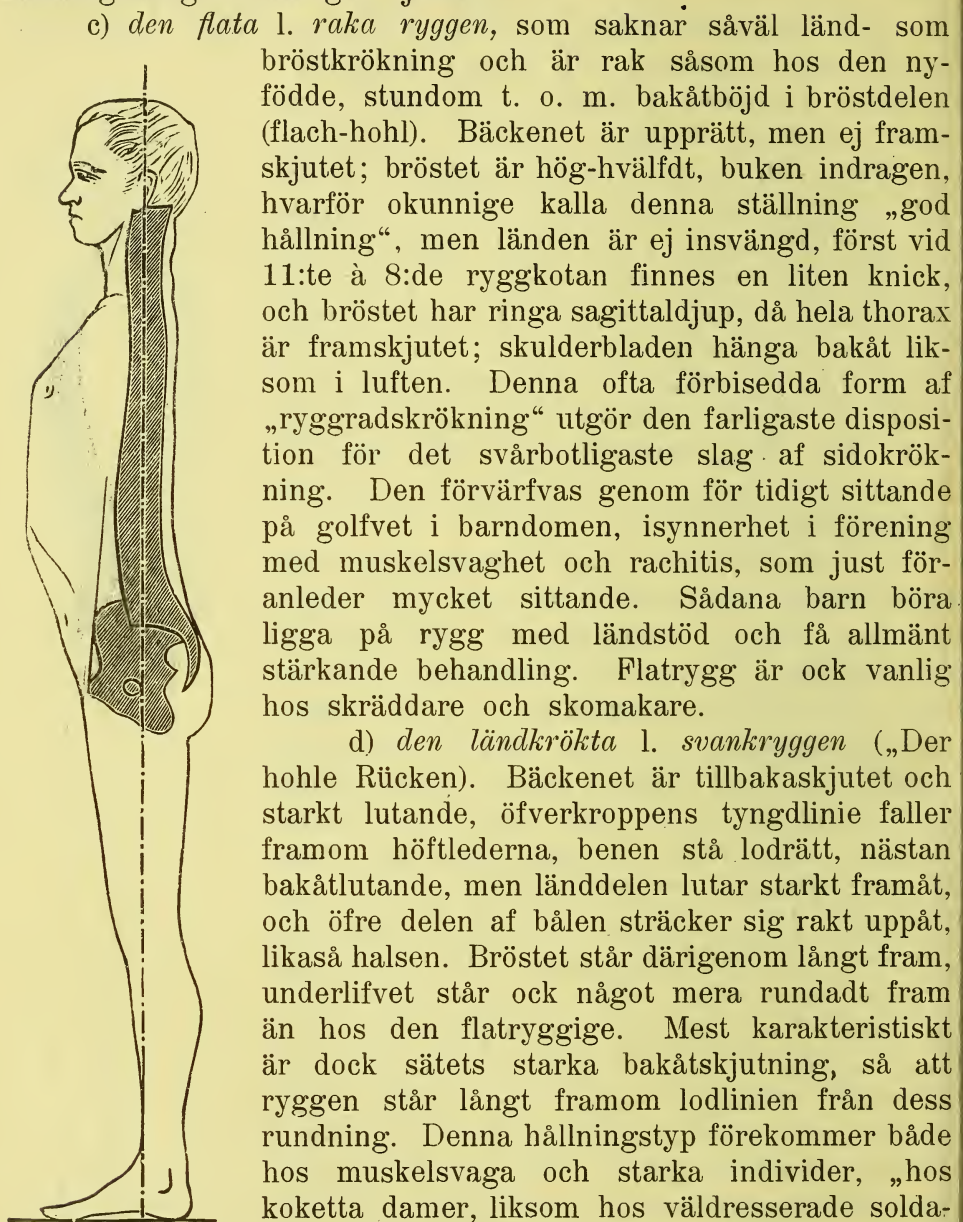 c) den flata l. raka ryggen, som saknar såväl länd- som
bröstkrökning och är rak såsom hos den ny-
födde, stundom t. o. m. bakåtböjd i bröstdelen
(flach-hohl). Bäckenet är upprätt, men ej fram-
skjutet; bröstet är hög-hvälfdt, buken indragen,
hvarför okunnige kalla denna ställning „god
hållning“, men länden är ej insvängd, först vid
11:te à 8:de ryggkotan finnes en liten knick,
och bröstet har ringa sagittaldjup, då hela thorax
är framskjutet; skulderbladen hänga bakåt lik-
som i luften. Denna ofta förbisedda form af
„ryggradskrökning“ utgör den farligaste disposi-
tion för det svårbotligaste slag af sidokrök-
ning. Den förvärfvas genom för tidigt sittande
på golfvet i barndomen, isynnerhet i förening
med muskelsvaghet och rachitis, som just för-
anleder mycket sittande. Sådana barn böra
ligga på rygg med ländstöd och få allmänt
stärkande behandling. Flatrygg är ock vanlig
hos skräddare och skomakare.
d) den ländkrökta l. svankryggen („Der
hohle Rücken). Bäckenet är tillbakaskjutet och
starkt lutande, öfverkroppens tyngdlinie faller
framom höftlederna, benen stå lodrätt, nästan
bakåtlutande, men länddelen lutar starkt framåt,
och öfre delen af bålen sträcker sig rakt uppåt,
likaså halsen. Bröstet står därigenom långt fram,
underlifvet står ock något mera rundadt fram
än hos den flatryggige. Mest karakteristiskt
är dock sätets starka bakåtskjutning, så att
ryggen står långt framom lodlinien från dess
rundning. Denna hållningstyp förekommer både
hos muskelsvaga och starka individer, „hos
koketta damer, liksom hos väldresserade solda-